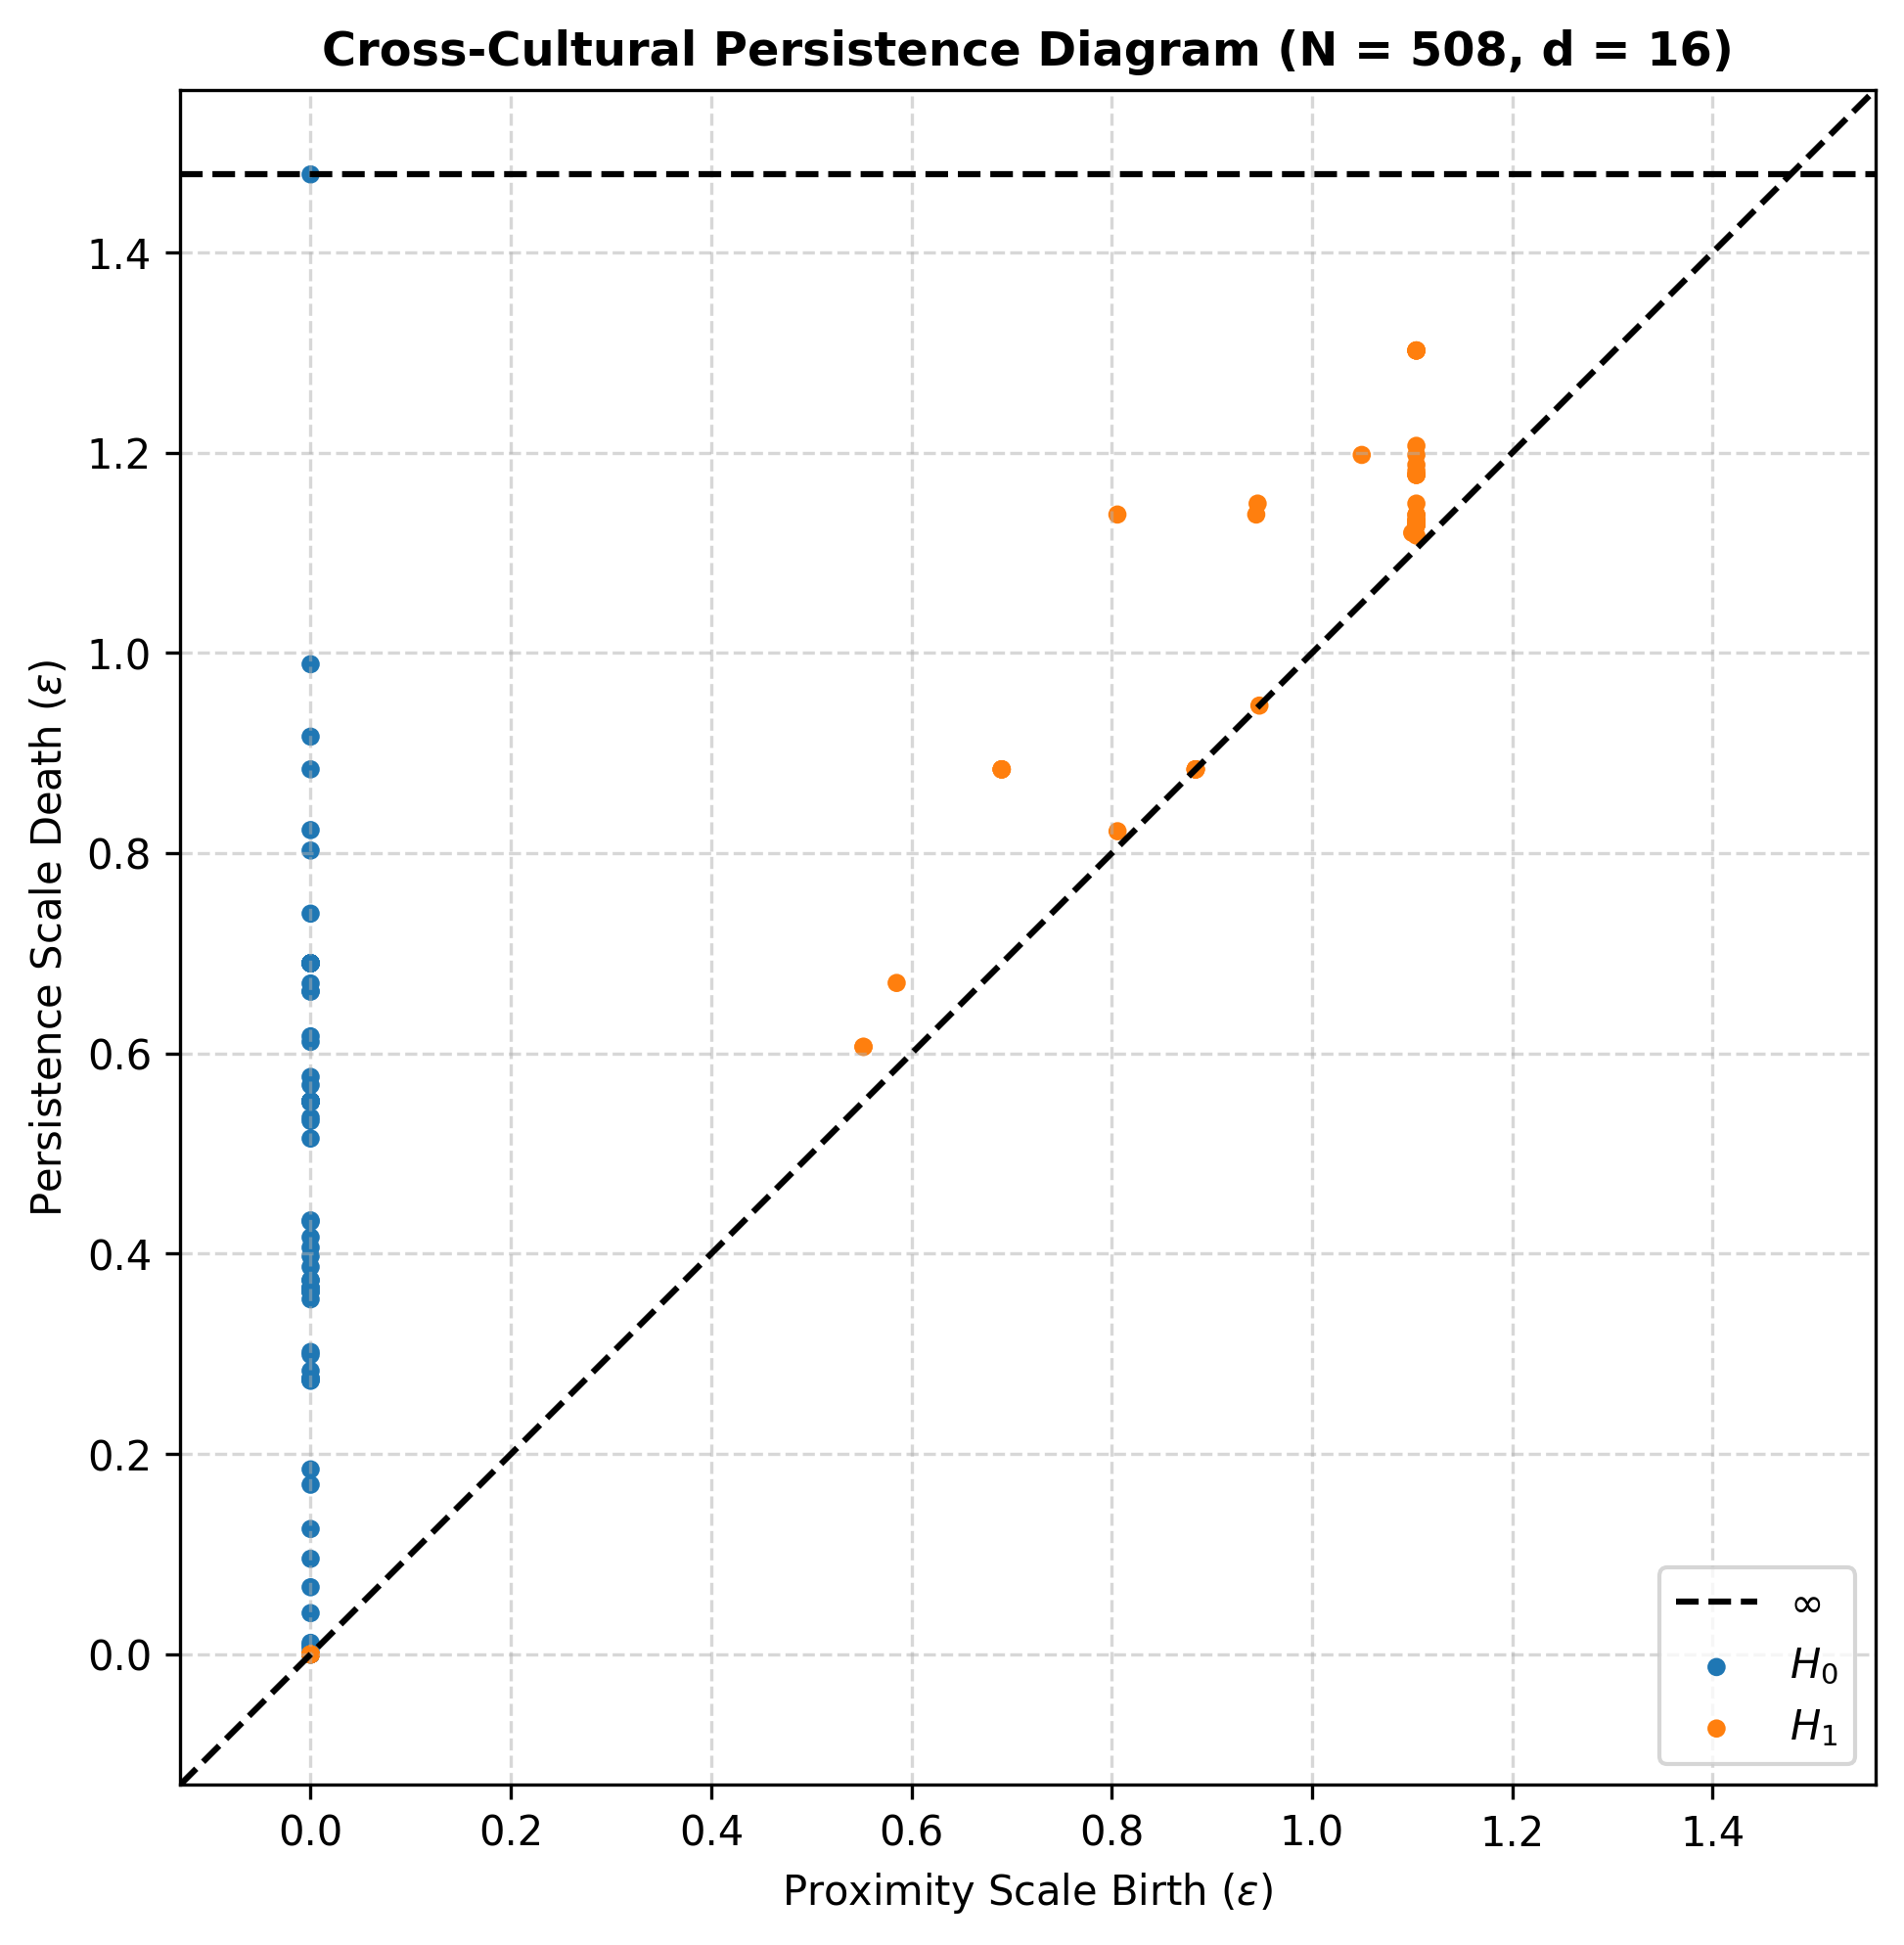 Cross-Cultural Persistence Diagram (N = 508, d = 16)
Persistence Scale Death (ε)
1.4
1.2
1.0
0.8
0.6
0.4
0.2
0.0
0.0 0.2 0.4 0.6 0.8 1.0 1.2 1.4
Proximity Scale Birth (ε)
∞
H₀
H₁